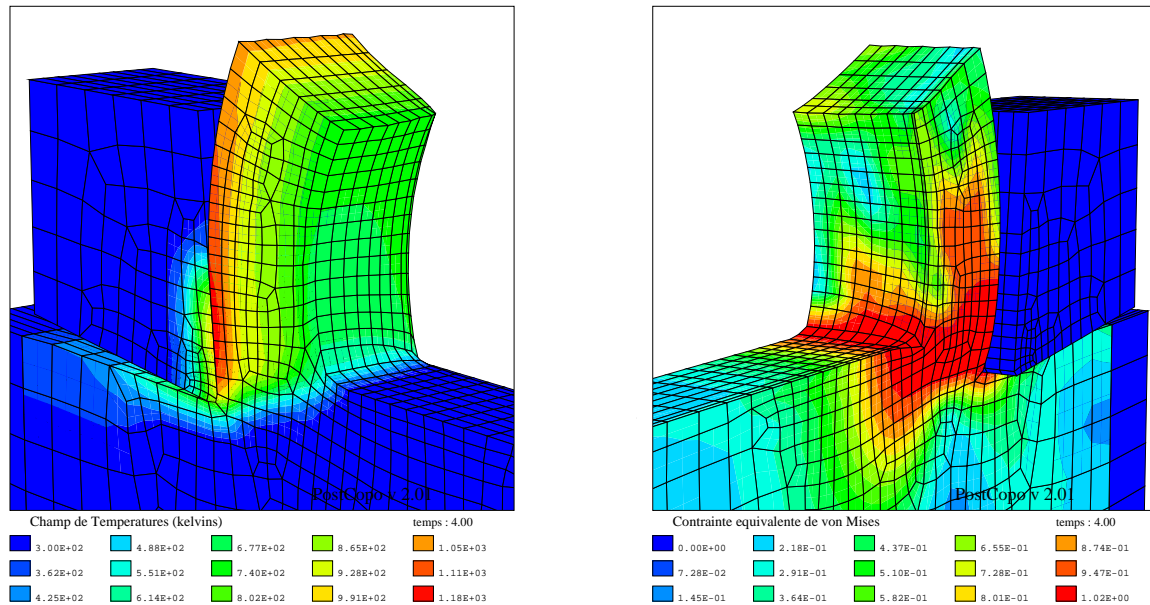 PostCopo v 2.01
Champ de Temperatures (kelvins) temps : 4.00
3.00E+02 4.88E+02 6.77E+02 8.65E+02 1.05E+03
3.62E+02 5.51E+02 7.40E+02 9.28E+02 1.11E+03
4.25E+02 6.14E+02 8.02E+02 9.91E+02 1.18E+03
PostCopo v 2.01
Contrainte equivalente de von Mises temps : 4.00
0.00E+00 2.18E-01 4.37E-01 6.55E-01 8.74E-01
7.28E-02 2.91E-01 5.10E-01 7.28E-01 9.47E-01
1.45E-01 3.64E-01 5.82E-01 8.01E-01 1.02E+00